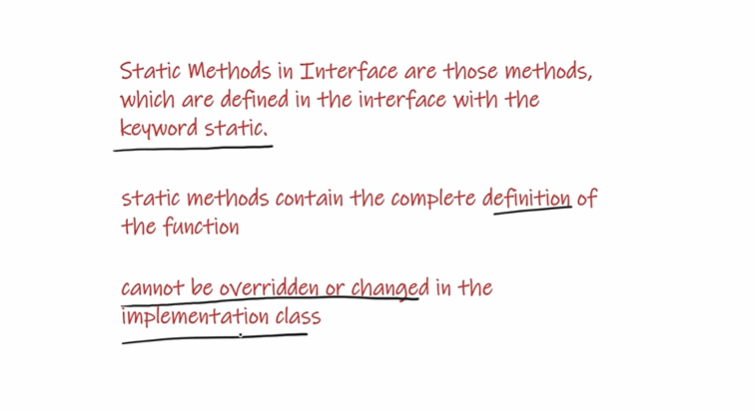 Static Methods in Interface are those methods,
which are defined in the interface with the
keyword static.
static methods contain the complete definition of
the function
cannot be overridden or changed in the
implementation class